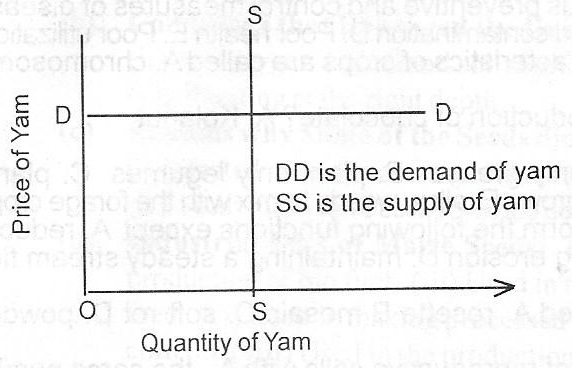 S
Price of Yam
D
D
DD is the demand of yam
SS is the supply of yam
O
S
Quantity of Yam